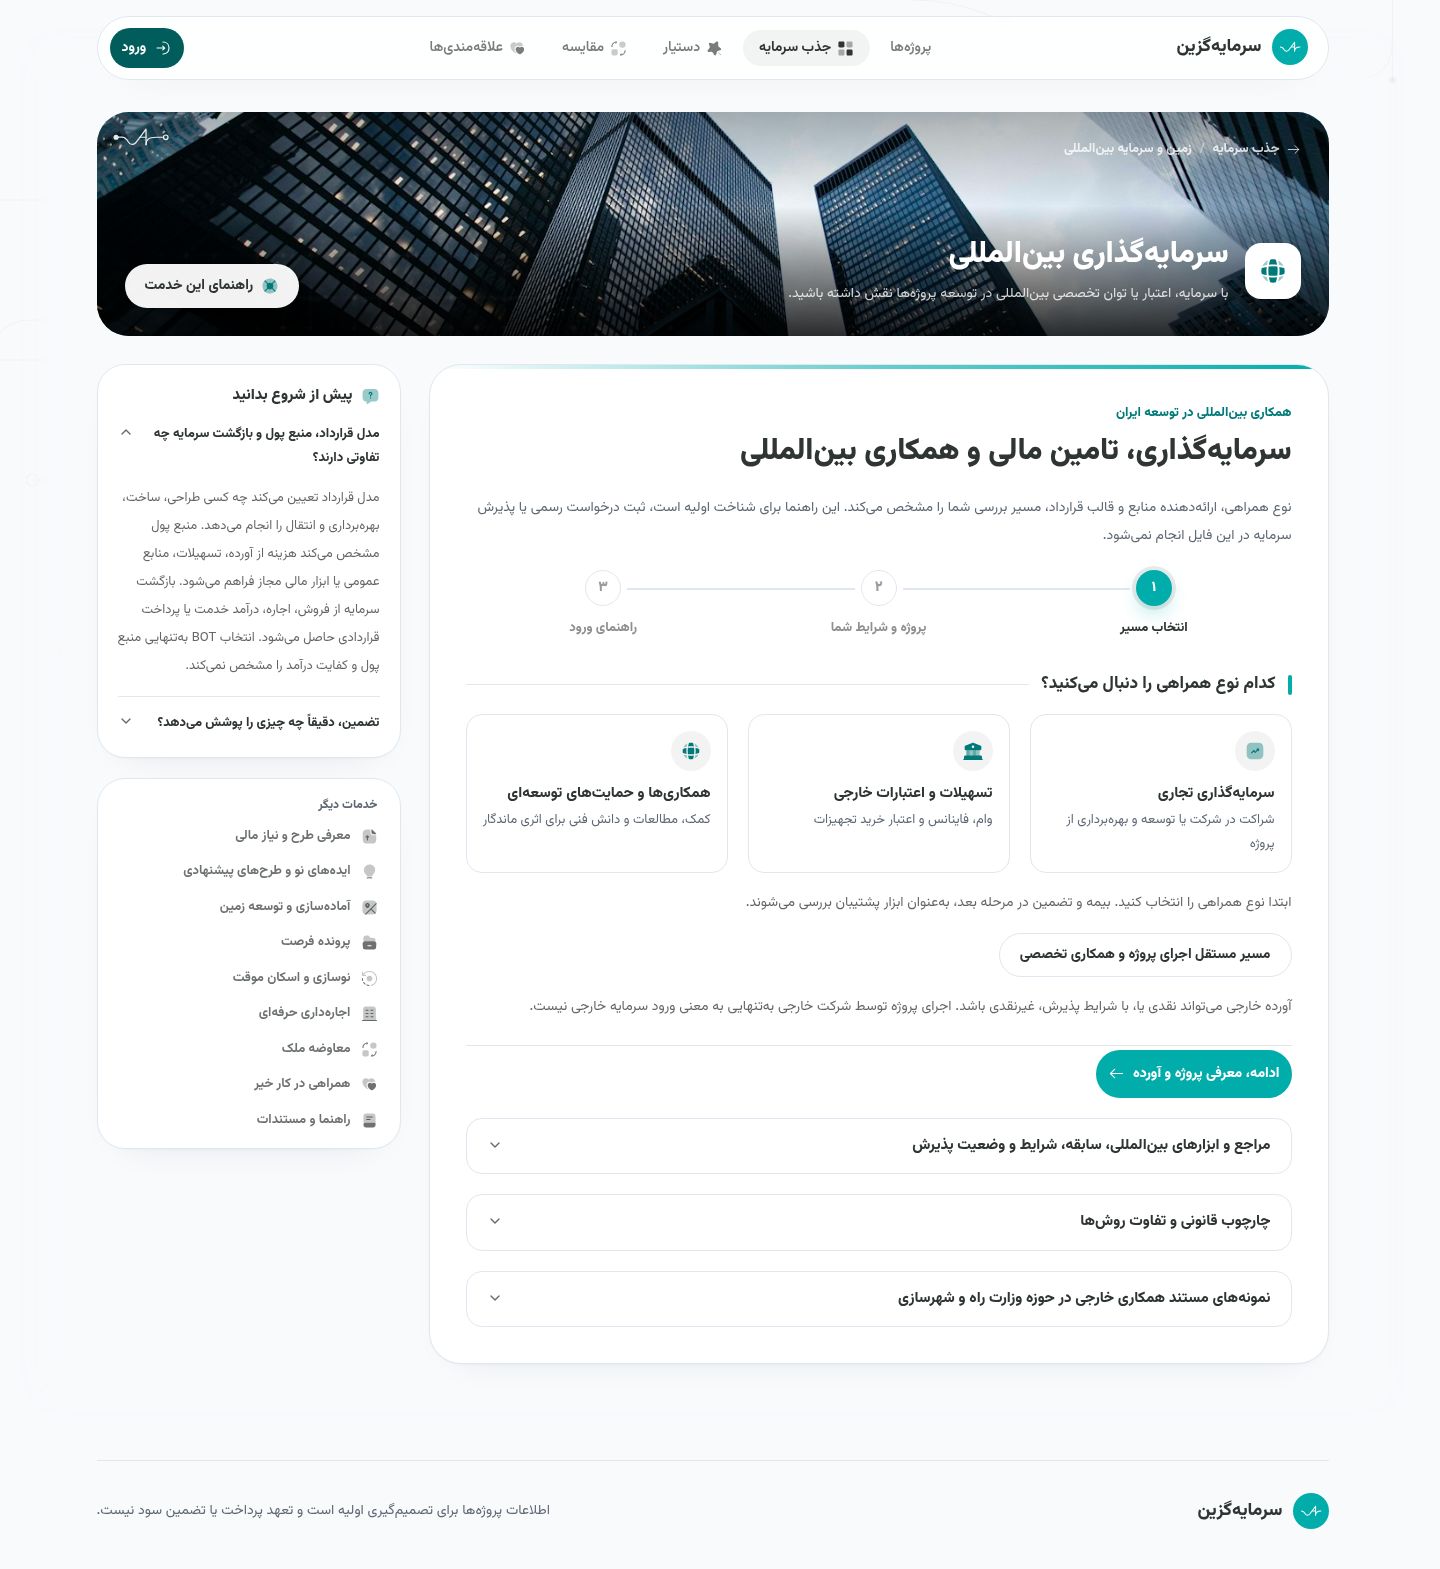 سرمایه‌گزین
پروژه‌ها
جذب سرمایه
دستیار
مقایسه
علاقه‌مندی‌ها
ورود
جذب سرمایه / زمین و سرمایه بین‌المللی
سرمایه‌گذاری بین‌المللی
با سرمایه، اعتبار یا توان تخصصی بین‌المللی در توسعه پروژه‌ها نقش داشته باشید.
راهنمای این خدمت
همکاری بین‌المللی در توسعه ایران
سرمایه‌گذاری، تامین مالی و همکاری بین‌المللی
نوع همراهی، ارائه‌دهنده منابع و قالب قرارداد، مسیر بررسی شما را مشخص می‌کند. این راهنما برای شناخت اولیه است، ثبت درخواست رسمی یا پذیرش
سرمایه در این فایل انجام نمی‌شود.
۱
۲
۳
انتخاب مسیر
پروژه و شرایط شما
راهنمای ورود
کدام نوع همراهی را دنبال می‌کنید؟
سرمایه‌گذاری تجاری
شراکت در شرکت یا توسعه و بهره‌برداری از
پروژه
تسهیلات و اعتبارات خارجی
وام، فاینانس و اعتبار خرید تجهیزات
همکاری‌ها و حمایت‌های توسعه‌ای
کمک، مطالعات و دانش فنی برای اثری ماندگار
ابتدا نوع همراهی را انتخاب کنید. بیمه و تضمین در مرحله بعد، به‌عنوان ابزار پشتیبان بررسی می‌شوند.
مسیر مستقل اجرای پروژه و همکاری تخصصی
آورده خارجی می‌تواند نقدی یا، با شرایط پذیرش، غیرنقدی باشد. اجرای پروژه توسط شرکت خارجی به‌تنهایی به معنی ورود سرمایه خارجی نیست.
ادامه، معرفی پروژه و آورده
مراجع و ابزارهای بین‌المللی، سابقه، شرایط و وضعیت پذیرش
چارچوب قانونی و تفاوت روش‌ها
نمونه‌های مستند همکاری خارجی در حوزه وزارت راه و شهرسازی
پیش از شروع بدانید
مدل قرارداد، منبع پول و بازگشت سرمایه چه
تفاوتی دارند؟
مدل قرارداد تعیین می‌کند چه کسی طراحی، ساخت،
بهره‌برداری و انتقال را انجام می‌دهد. منبع پول
مشخص می‌کند هزینه از آورده، تسهیلات، منابع
عمومی یا ابزار مالی مجاز فراهم می‌شود. بازگشت
سرمایه از فروش، اجاره، درآمد خدمت یا پرداخت
قراردادی حاصل می‌شود. انتخاب BOT به‌تنهایی منبع
پول و کفایت درآمد را مشخص نمی‌کند.
تضمین، دقیقاً چه چیزی را پوشش می‌دهد؟
خدمات دیگر
معرفی طرح و نیاز مالی
ایده‌های نو و طرح‌های پیشنهادی
آماده‌سازی و توسعه زمین
پرونده فرصت
نوسازی و اسکان موقت
اجاره‌داری حرفه‌ای
معاوضه ملک
همراهی در کار خیر
راهنما و مستندات
سرمایه‌گزین
اطلاعات پروژه‌ها برای تصمیم‌گیری اولیه است و تعهد پرداخت یا تضمین سود نیست.